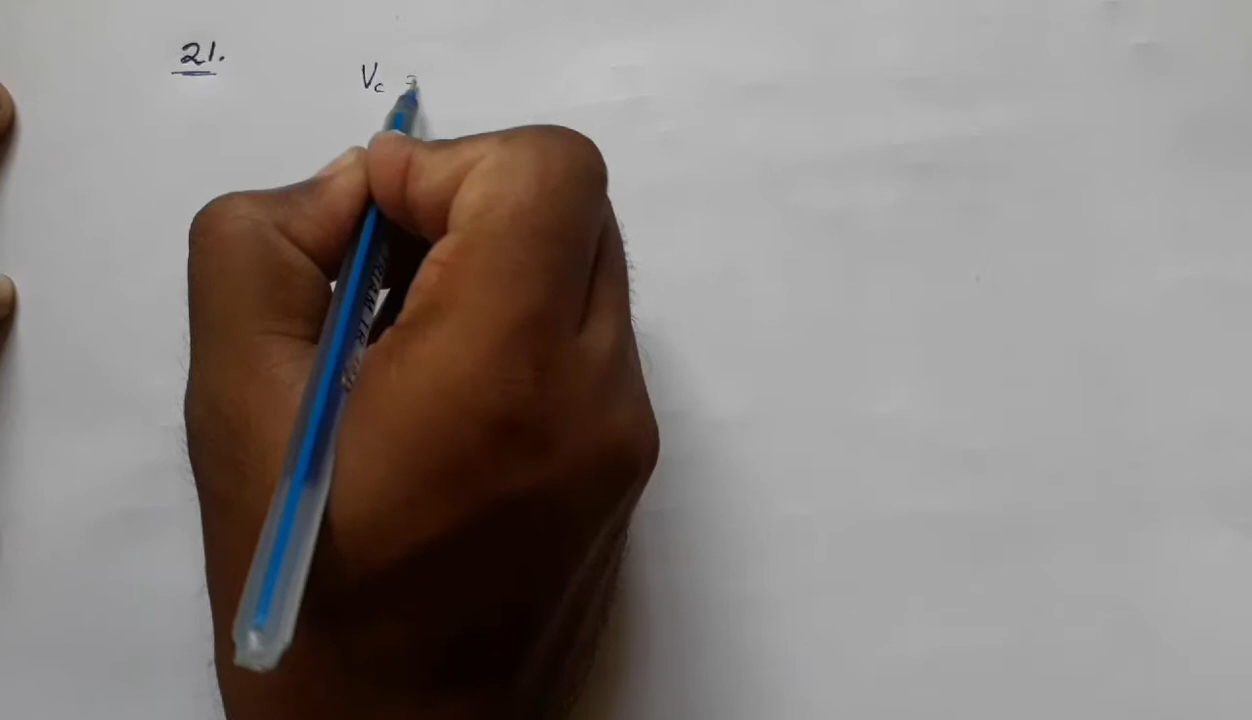 21.
Vc =